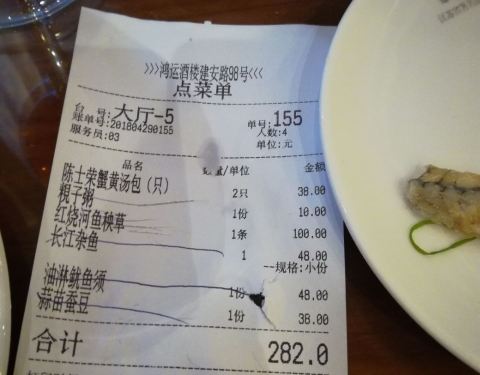 >>>鸿运酒楼建安路98号<<<
点菜单
台 号:大厅-5
单号:155
账单号:201804290155
人数:4
服务员:03
单位:元
品名 数量/单位 金额
陈士荣蟹黄汤包（只） 2只 38.00
粯子粥 1份 10.00
红烧河鱼秧草 1条 100.00
长江杂鱼 1 48.00
--规格:小份
油淋鱿鱼须 1份 48.00
蒜苗蚕豆 1份 38.00
合计 282.0